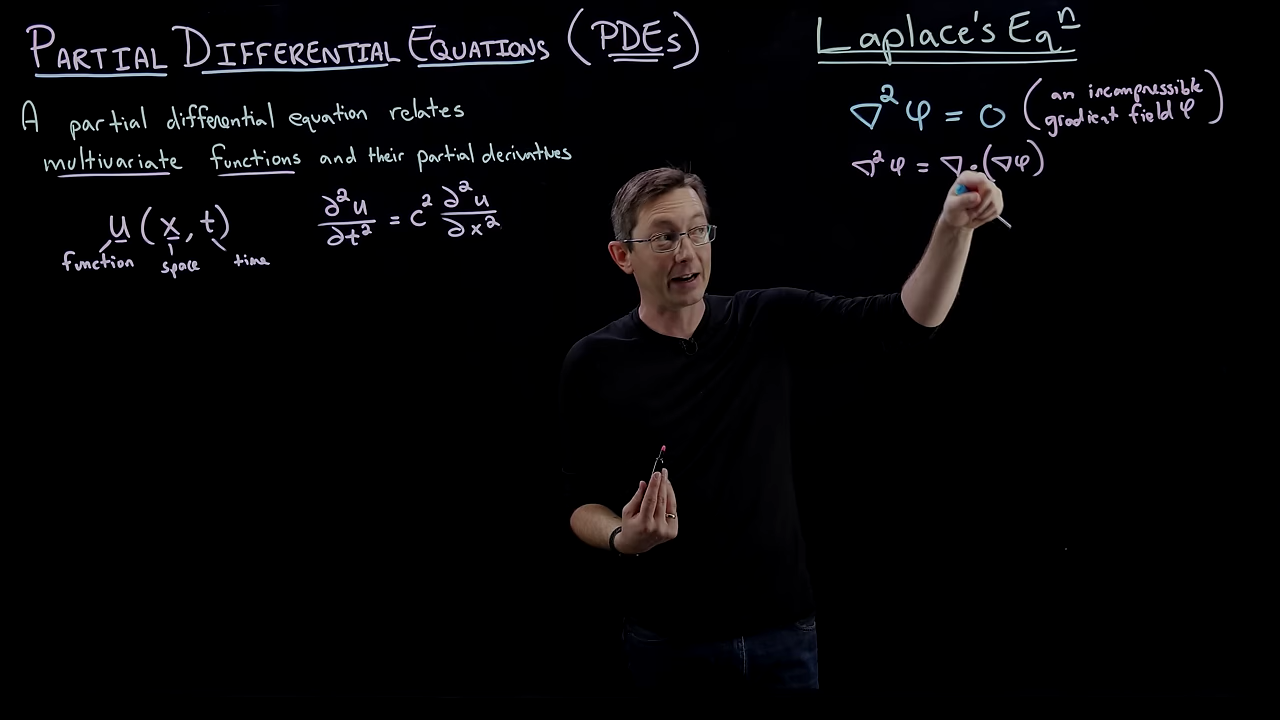 PARTIAL DIFFERENTIAL EQUATIONS (PDEs)
A partial differential equation relates
multivariate functions and their partial derivatives
u(x,t)
function space time
∂²u/∂t² = c² ∂²u/∂x²
Laplace's Eqⁿ
∇²φ = 0 (an incompressible
gradient field φ)
∇²φ = ∇·(∇φ)